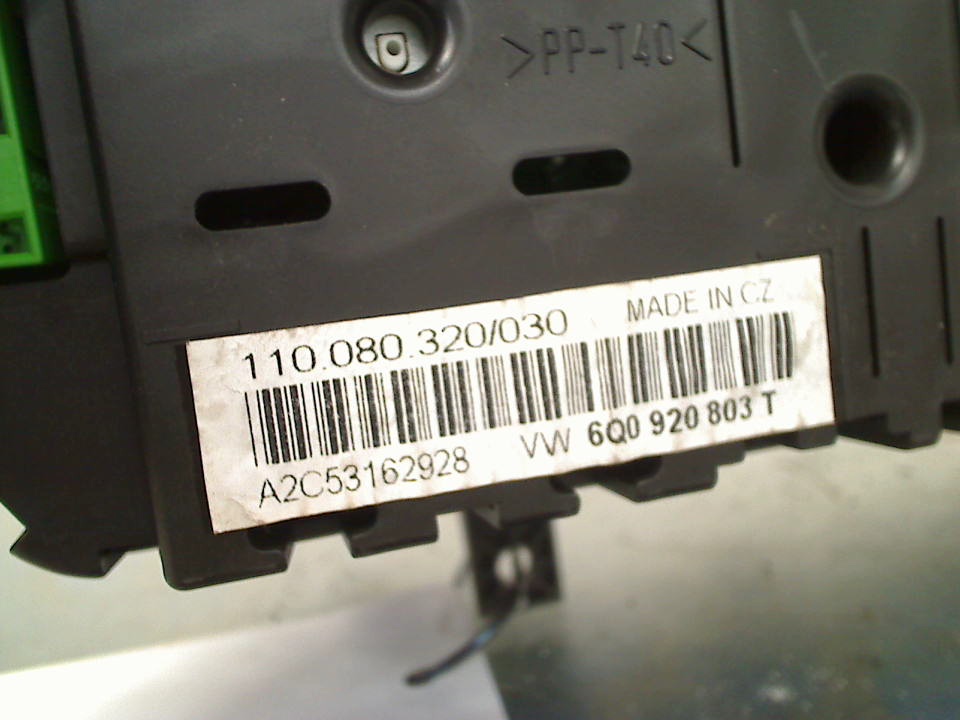 >PP-T40<
110.080.320/030 MADE IN CZ
A2C53162928 VW 6Q0 920 803 T